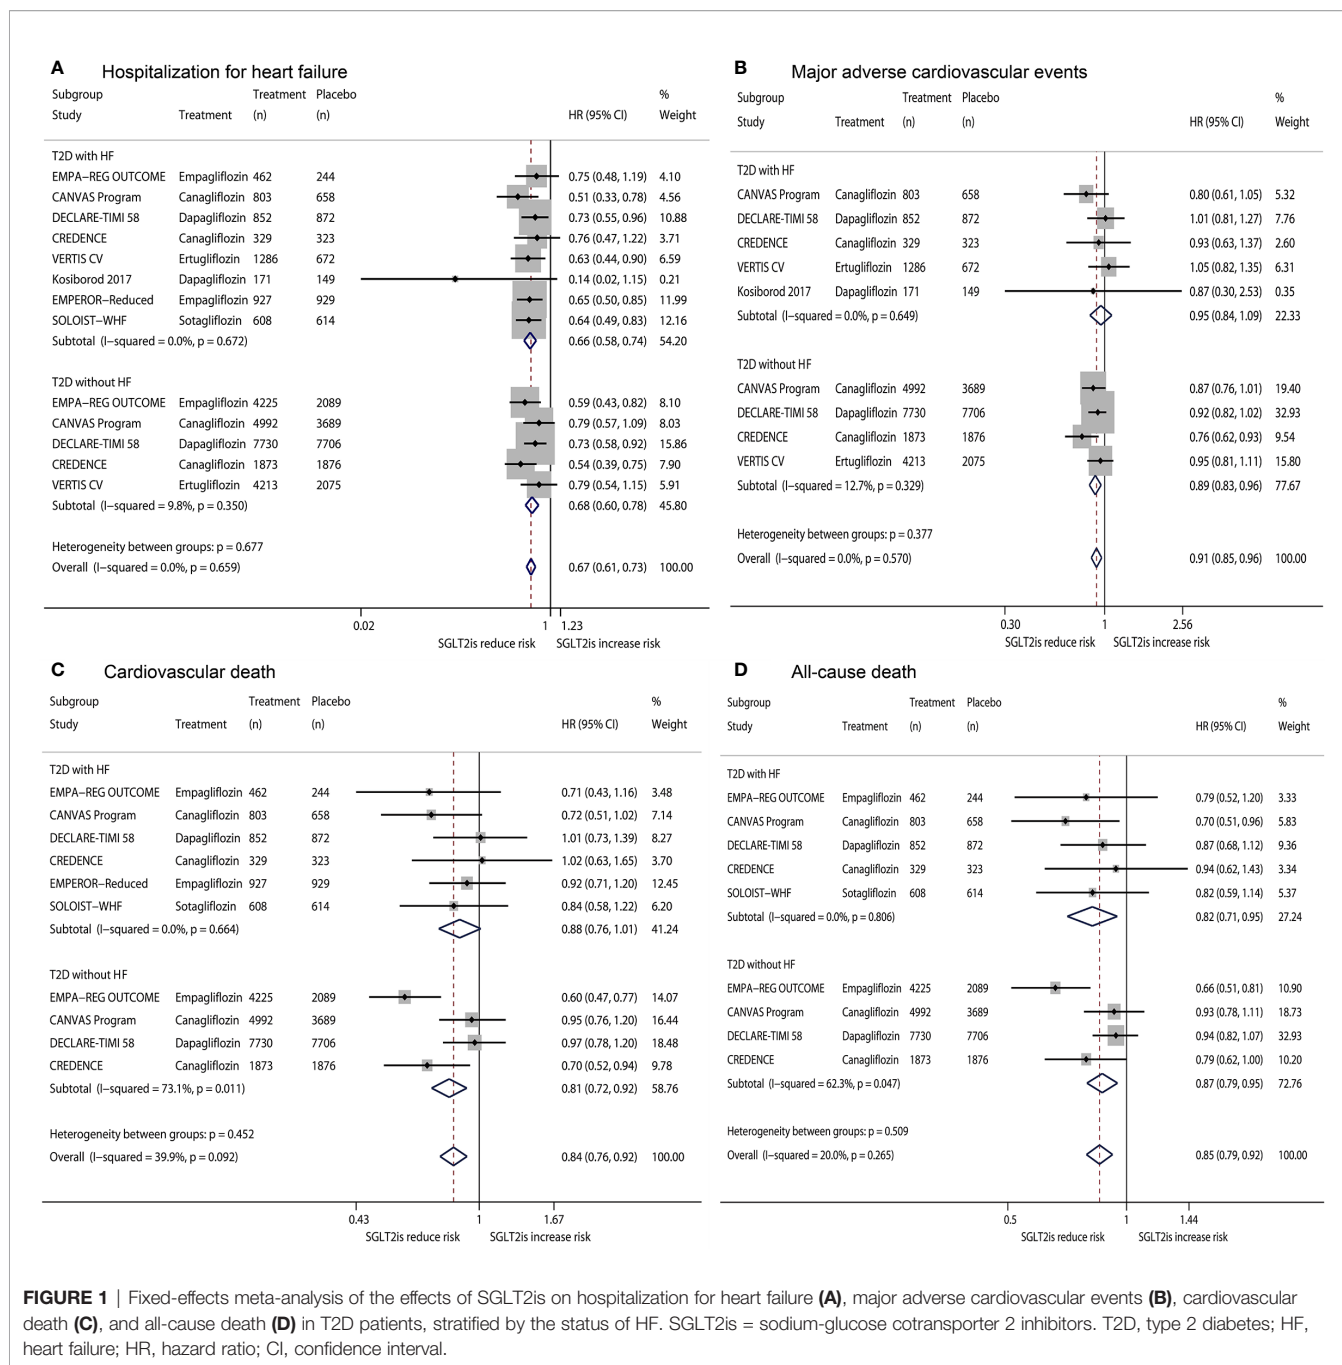 A Hospitalization for heart failure
Subgroup Treatment Placebo %
Study Treatment (n) (n) HR (95% CI) Weight
T2D with HF
EMPA−REG OUTCOME Empagliflozin 462 244 0.75 (0.48, 1.19) 4.10
CANVAS Program Canagliflozin 803 658 0.51 (0.33, 0.78) 4.56
DECLARE-TIMI 58 Dapagliflozin 852 872 0.73 (0.55, 0.96) 10.88
CREDENCE Canagliflozin 329 323 0.76 (0.47, 1.22) 3.71
VERTIS CV Ertugliflozin 1286 672 0.63 (0.44, 0.90) 6.59
Kosiborod 2017 Dapagliflozin 171 149 0.14 (0.02, 1.15) 0.21
EMPEROR−Reduced Empagliflozin 927 929 0.65 (0.50, 0.85) 11.99
SOLOIST−WHF Sotagliflozin 608 614 0.64 (0.49, 0.83) 12.16
Subtotal (I−squared = 0.0%, p = 0.672) 0.66 (0.58, 0.74) 54.20
T2D without HF
EMPA−REG OUTCOME Empagliflozin 4225 2089 0.59 (0.43, 0.82) 8.10
CANVAS Program Canagliflozin 4992 3689 0.79 (0.57, 1.09) 8.03
DECLARE-TIMI 58 Dapagliflozin 7730 7706 0.73 (0.58, 0.92) 15.86
CREDENCE Canagliflozin 1873 1876 0.54 (0.39, 0.75) 7.90
VERTIS CV Ertugliflozin 4213 2075 0.79 (0.54, 1.15) 5.91
Subtotal (I−squared = 9.8%, p = 0.350) 0.68 (0.60, 0.78) 45.80
Heterogeneity between groups: p = 0.677
Overall (I−squared = 0.0%, p = 0.659) 0.67 (0.61, 0.73) 100.00
0.02 1 1.23
SGLT2is reduce risk SGLT2is increase risk
B Major adverse cardiovascular events
Subgroup Treatment Placebo %
Study Treatment (n) (n) HR (95% CI) Weight
T2D with HF
CANVAS Program Canagliflozin 803 658 0.80 (0.61, 1.05) 5.32
DECLARE-TIMI 58 Dapagliflozin 852 872 1.01 (0.81, 1.27) 7.76
CREDENCE Canagliflozin 329 323 0.93 (0.63, 1.37) 2.60
VERTIS CV Ertugliflozin 1286 672 1.05 (0.82, 1.35) 6.31
Kosiborod 2017 Dapagliflozin 171 149 0.87 (0.30, 2.53) 0.35
Subtotal (I−squared = 0.0%, p = 0.649) 0.95 (0.84, 1.09) 22.33
T2D without HF
CANVAS Program Canagliflozin 4992 3689 0.87 (0.76, 1.01) 19.40
DECLARE-TIMI 58 Dapagliflozin 7730 7706 0.92 (0.82, 1.02) 32.93
CREDENCE Canagliflozin 1873 1876 0.76 (0.62, 0.93) 9.54
VERTIS CV Ertugliflozin 4213 2075 0.95 (0.81, 1.11) 15.80
Subtotal (I−squared = 12.7%, p = 0.329) 0.89 (0.83, 0.96) 77.67
Heterogeneity between groups: p = 0.377
Overall (I−squared = 0.0%, p = 0.570) 0.91 (0.85, 0.96) 100.00
0.30 1 2.56
SGLT2is reduce risk SGLT2is increase risk
C Cardiovascular death
Subgroup Treatment Placebo %
Study Treatment (n) (n) HR (95% CI) Weight
T2D with HF
EMPA−REG OUTCOME Empagliflozin 462 244 0.71 (0.43, 1.16) 3.48
CANVAS Program Canagliflozin 803 658 0.72 (0.51, 1.02) 7.14
DECLARE-TIMI 58 Dapagliflozin 852 872 1.01 (0.73, 1.39) 8.27
CREDENCE Canagliflozin 329 323 1.02 (0.63, 1.65) 3.70
EMPEROR−Reduced Empagliflozin 927 929 0.92 (0.71, 1.20) 12.45
SOLOIST−WHF Sotagliflozin 608 614 0.84 (0.58, 1.22) 6.20
Subtotal (I−squared = 0.0%, p = 0.664) 0.88 (0.76, 1.01) 41.24
T2D without HF
EMPA−REG OUTCOME Empagliflozin 4225 2089 0.60 (0.47, 0.77) 14.07
CANVAS Program Canagliflozin 4992 3689 0.95 (0.76, 1.20) 16.44
DECLARE-TIMI 58 Dapagliflozin 7730 7706 0.97 (0.78, 1.20) 18.48
CREDENCE Canagliflozin 1873 1876 0.70 (0.52, 0.94) 9.78
Subtotal (I−squared = 73.1%, p = 0.011) 0.81 (0.72, 0.92) 58.76
Heterogeneity between groups: p = 0.452
Overall (I−squared = 39.9%, p = 0.092) 0.84 (0.76, 0.92) 100.00
0.43 1 1.67
SGLT2is reduce risk SGLT2is increase risk
D All-cause death
Subgroup Treatment Placebo %
Study Treatment (n) (n) HR (95% CI) Weight
T2D with HF
EMPA−REG OUTCOME Empagliflozin 462 244 0.79 (0.52, 1.20) 3.33
CANVAS Program Canagliflozin 803 658 0.70 (0.51, 0.96) 5.83
DECLARE-TIMI 58 Dapagliflozin 852 872 0.87 (0.68, 1.12) 9.36
CREDENCE Canagliflozin 329 323 0.94 (0.62, 1.43) 3.34
SOLOIST−WHF Sotagliflozin 608 614 0.82 (0.59, 1.14) 5.37
Subtotal (I−squared = 0.0%, p = 0.806) 0.82 (0.71, 0.95) 27.24
T2D without HF
EMPA−REG OUTCOME Empagliflozin 4225 2089 0.66 (0.51, 0.81) 10.90
CANVAS Program Canagliflozin 4992 3689 0.93 (0.78, 1.11) 18.73
DECLARE-TIMI 58 Dapagliflozin 7730 7706 0.94 (0.82, 1.07) 32.93
CREDENCE Canagliflozin 1873 1876 0.79 (0.62, 1.00) 10.20
Subtotal (I−squared = 62.3%, p = 0.047) 0.87 (0.79, 0.95) 72.76
Heterogeneity between groups: p = 0.509
Overall (I−squared = 20.0%, p = 0.265) 0.85 (0.79, 0.92) 100.00
0.5 1 1.44
SGLT2is reduce risk SGLT2is increase risk
FIGURE 1 | Fixed-effects meta-analysis of the effects of SGLT2is on hospitalization for heart failure (A), major adverse cardiovascular events (B), cardiovascular
death (C), and all-cause death (D) in T2D patients, stratified by the status of HF. SGLT2is = sodium-glucose cotransporter 2 inhibitors. T2D, type 2 diabetes; HF,
heart failure; HR, hazard ratio; CI, confidence interval.